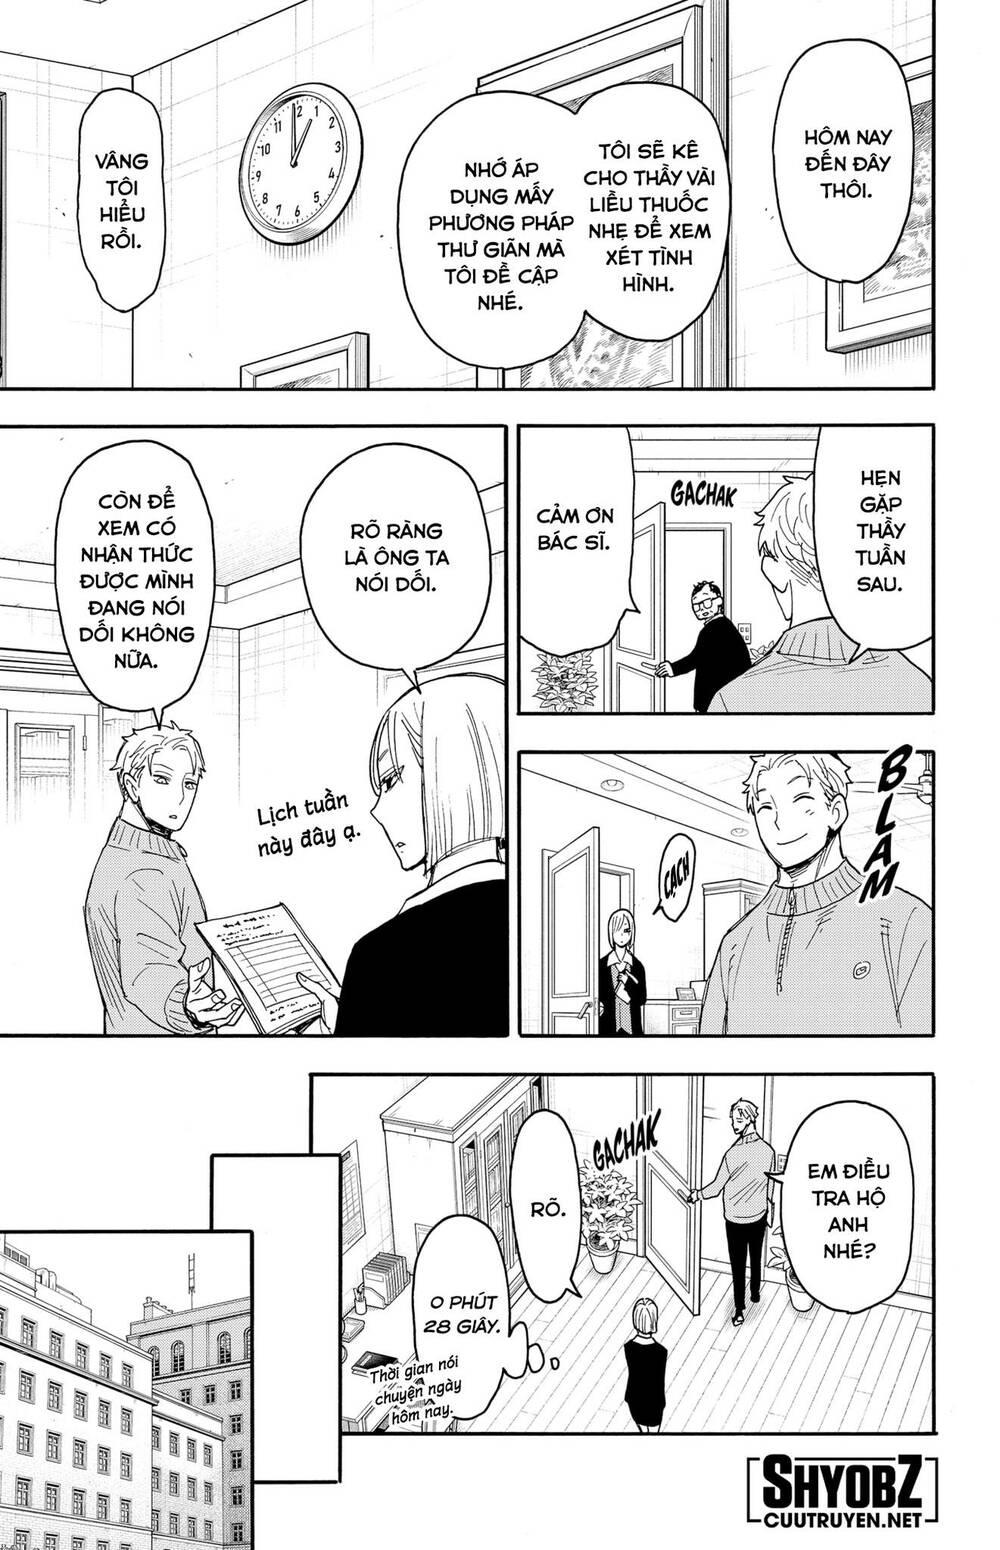 HÔM NAY
ĐẾN ĐÂY
THÔI.
TÔI SẼ KÊ
CHO THẦY VÀI
LIỀU THUỐC
NHẸ ĐỂ XEM
XÉT TÌNH
HÌNH.
NHỚ ÁP
DỤNG MẤY
PHƯƠNG PHÁP
THƯ GIÃN MÀ
TÔI ĐỀ CẬP
NHÉ.
VÂNG
TÔI
HIỂU
RỒI.
HẸN
GẶP
THẦY
TUẦN
SAU.
GACHAK
CẢM ƠN
BÁC SĨ.
BLAM
CẠCH
RÕ RÀNG
LÀ ÔNG TA
NÓI DỐI.
CÒN ĐỂ
XEM CÓ
NHẬN THỨC
ĐƯỢC MÌNH
ĐANG NÓI
DỐI KHÔNG
NỮA.
Lịch tuần
này đây ạ.
EM ĐIỀU
TRA HỘ
ANH
NHÉ?
GACHAK
RÕ.
0 PHÚT
28 GIÂY.
Thời gian nói
chuyện ngày
hôm nay.
SHYOBZ
CUUTRUYEN.NET